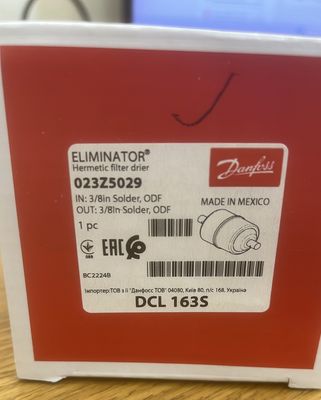 ELIMINATOR®
Hermetic filter drier
023Z5029
IN: 3/8in Solder, ODF
OUT: 3/8in Solder, ODF
1 pc
Danfoss
MADE IN MEXICO
EAC
BC2224B
Імпортер:ТОВ з іі "Данфосс ТОВ" 04080, Київ 80, п/с 168, Україна
DCL 163S